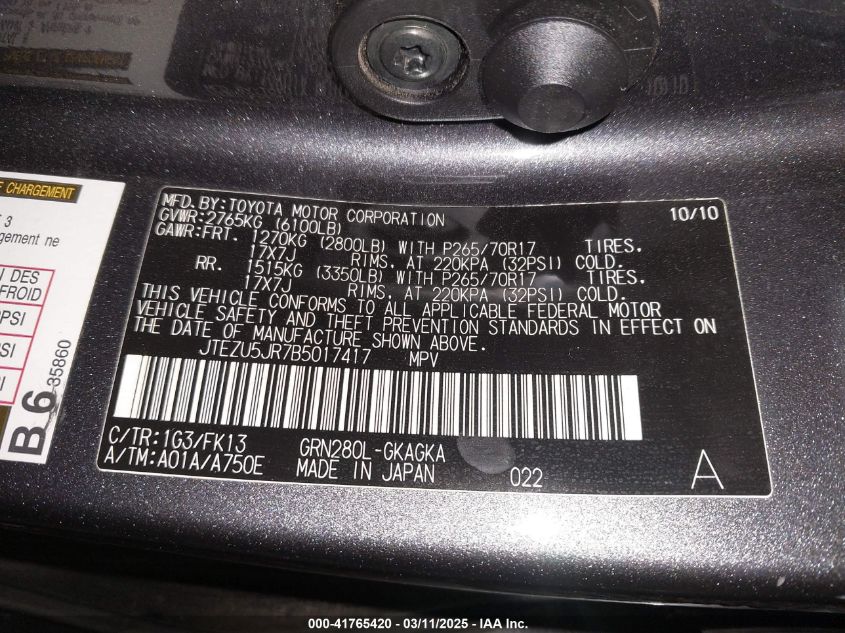 E CHARGEMENT
3
rgement ne
N DES
FROID
PSI
SI
SI
B6 35860
MFD. BY: TOYOTA MOTOR CORPORATION 10/10
GVWR: 2765KG (6100LB)
GAWR: FRT. 1270KG (2800LB) WITH P265/70R17 TIRES.
17X7J RIMS. AT 220KPA (32PSI) COLD.
RR. 1515KG (3350LB) WITH P265/70R17 TIRES.
17X7J RIMS. AT 220KPA (32PSI) COLD.
THIS VEHICLE CONFORMS TO ALL APPLICABLE FEDERAL MOTOR
VEHICLE SAFETY AND THEFT PREVENTION STANDARDS IN EFFECT ON
THE DATE OF MANUFACTURE SHOWN ABOVE.
JTEZU5JR7B5017417 MPV
C/TR: 1G3/FK13 GRN280L-GKAGKA
A/TM: A01A/A750E MADE IN JAPAN 022 A
000-41765420 - 03/11/2025 - IAA Inc.